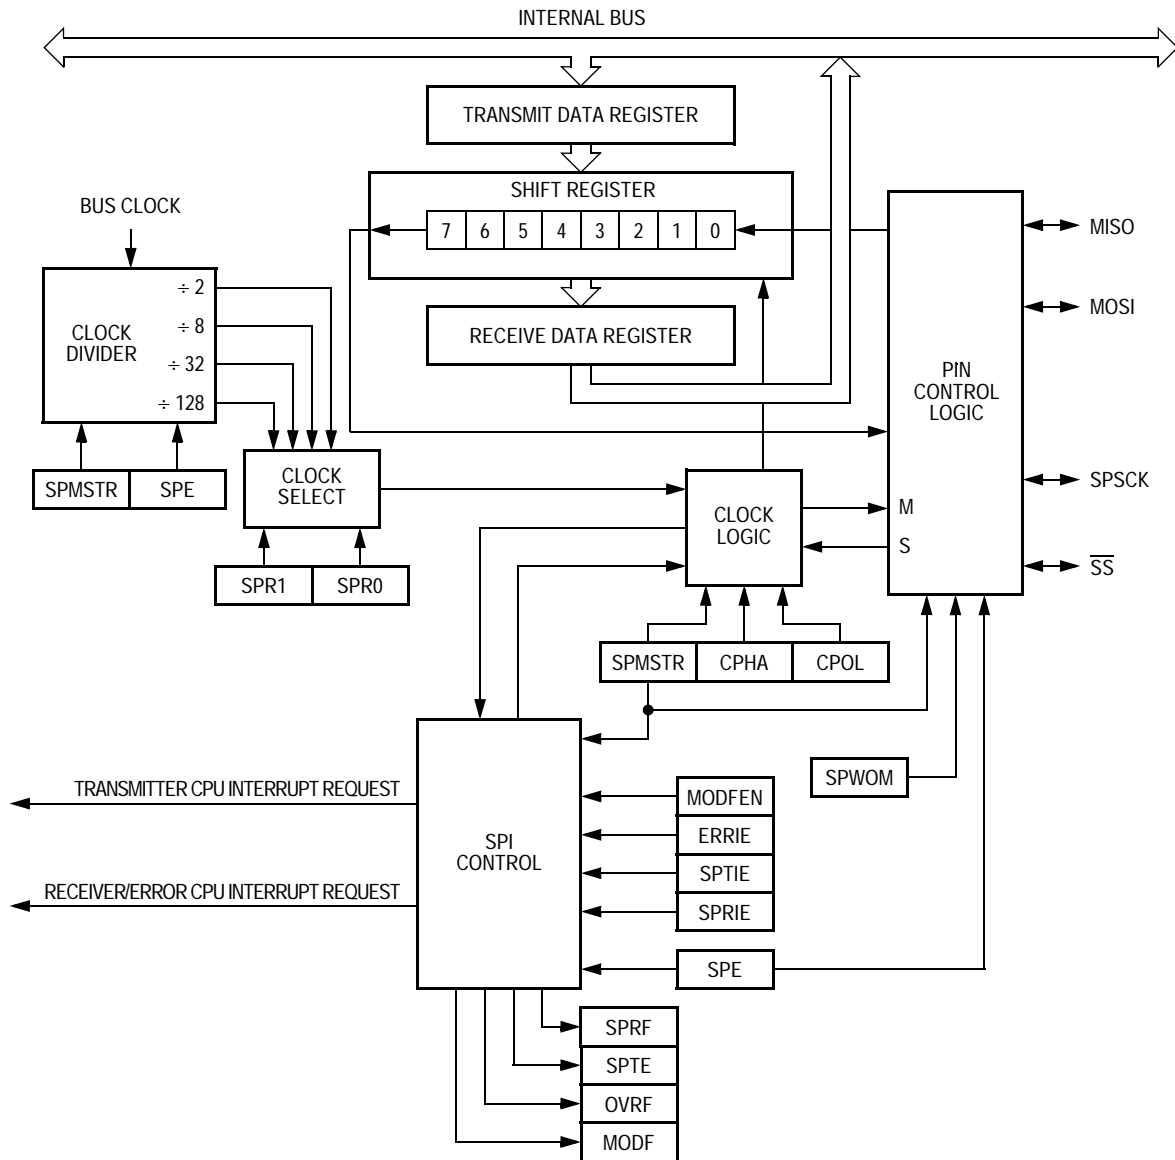 INTERNAL BUS
TRANSMIT DATA REGISTER
SHIFT REGISTER
7 6 5 4 3 2 1 0
BUS CLOCK
÷ 2
÷ 8
÷ 32
÷ 128
CLOCK
DIVIDER
RECEIVE DATA REGISTER
PIN
CONTROL
LOGIC
MISO
MOSI
SPSCK
SS
M
S
SPMSTR SPE
CLOCK
SELECT
SPR1 SPR0
CLOCK
LOGIC
SPMSTR CPHA CPOL
SPWOM
TRANSMITTER CPU INTERRUPT REQUEST
RECEIVER/ERROR CPU INTERRUPT REQUEST
SPI
CONTROL
MODFEN
ERRIE
SPTIE
SPRIE
SPE
SPRF
SPTE
OVRF
MODF